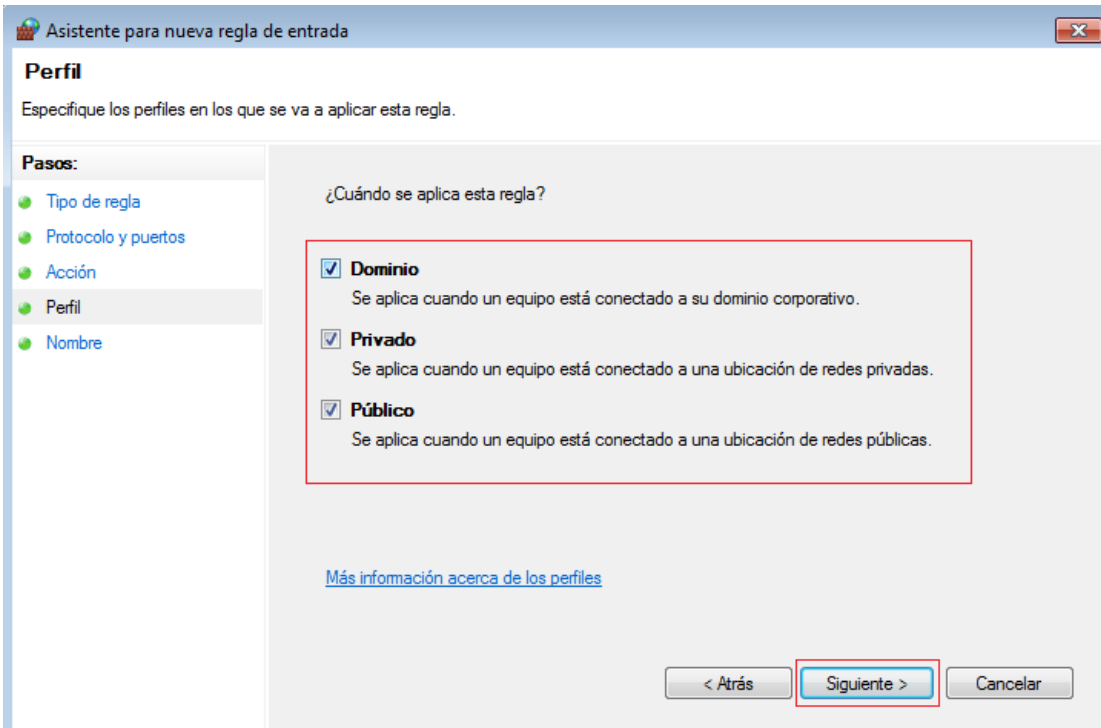 Asistente para nueva regla de entrada
Perfil
Especifique los perfiles en los que se va a aplicar esta regla.
Pasos:
Tipo de regla
Protocolo y puertos
Acción
Perfil
Nombre
¿Cuándo se aplica esta regla?
Dominio
Se aplica cuando un equipo está conectado a su dominio corporativo.
Privado
Se aplica cuando un equipo está conectado a una ubicación de redes privadas.
Público
Se aplica cuando un equipo está conectado a una ubicación de redes públicas.
Más información acerca de los perfiles
< Atrás
Siguiente >
Cancelar